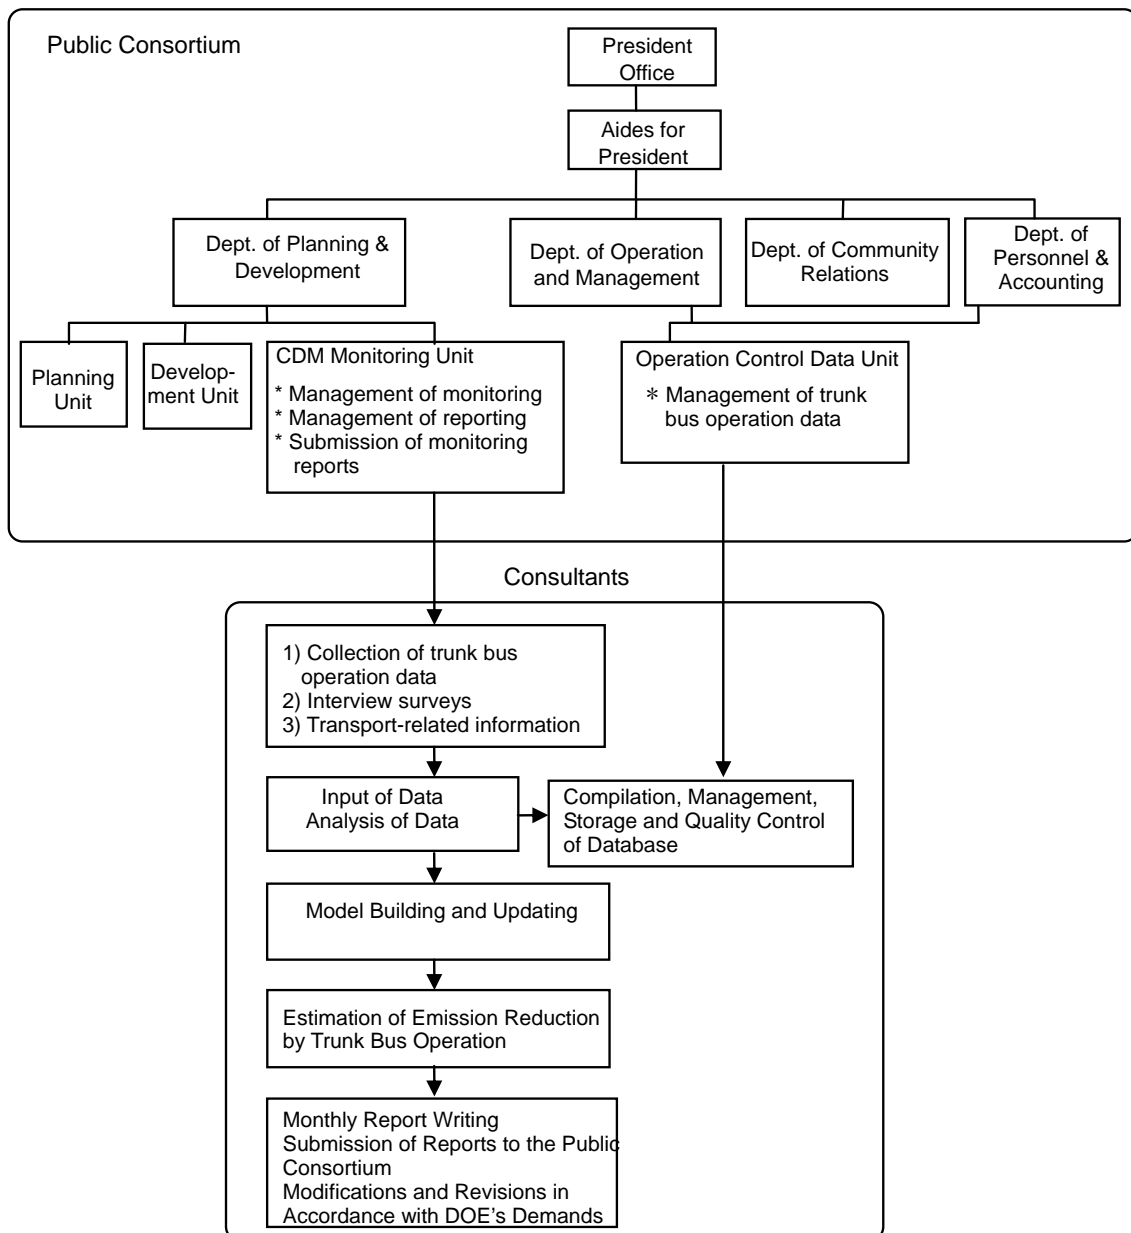 Public Consortium
President
Office
Aides for
President
Dept. of Planning &
Development
Dept. of Operation
and Management
Dept. of Community
Relations
Dept. of
Personnel &
Accounting
Planning
Unit
Develop-
ment Unit
CDM Monitoring Unit
* Management of monitoring
* Management of reporting
* Submission of monitoring
reports
Operation Control Data Unit
* Management of trunk
bus operation data
Consultants
1) Collection of trunk bus
operation data
2) Interview surveys
3) Transport-related information
Input of Data
Analysis of Data
Compilation, Management,
Storage and Quality Control
of Database
Model Building and Updating
Estimation of Emission Reduction
by Trunk Bus Operation
Monthly Report Writing
Submission of Reports to the Public
Consortium
Modifications and Revisions in
Accordance with DOE’s Demands